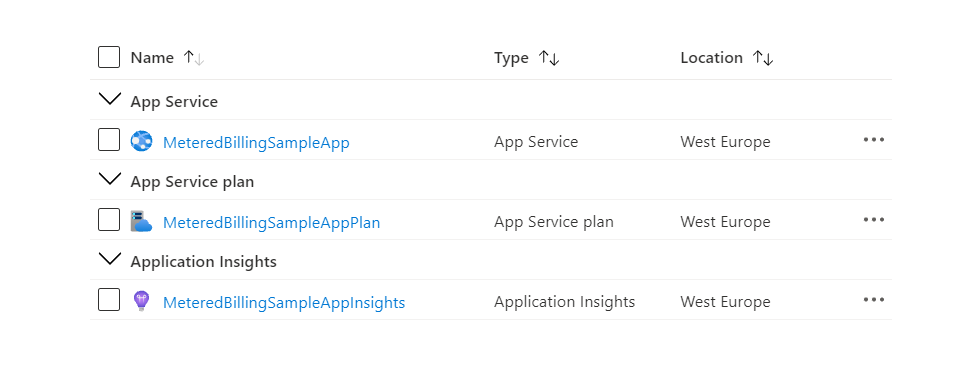 Name Type Location
App Service
MeteredBillingSampleApp App Service West Europe
App Service plan
MeteredBillingSampleAppPlan App Service plan West Europe
Application Insights
MeteredBillingSampleAppInsights Application Insights West Europe